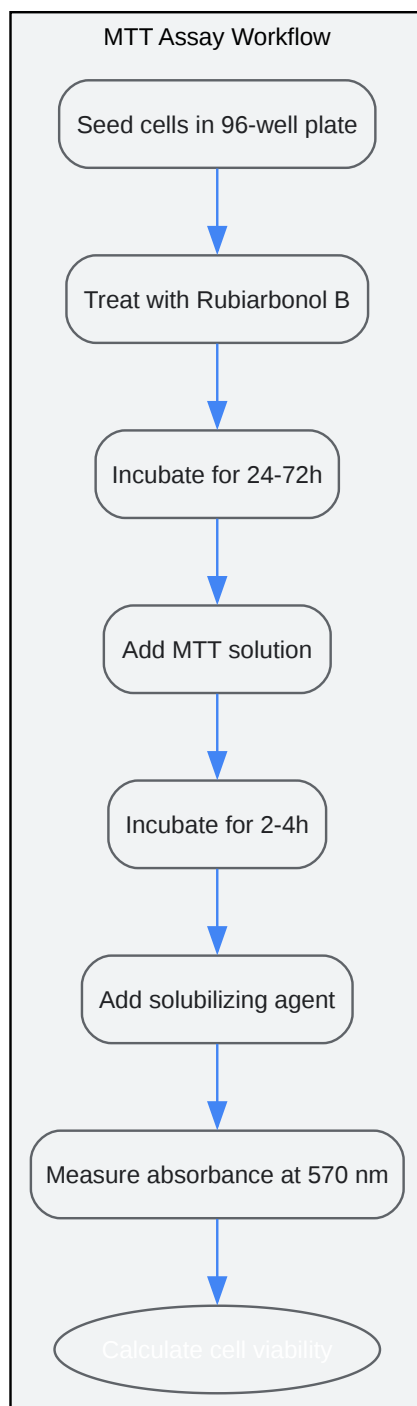 MTT Assay Workflow
Seed cells in 96-well plate
Treat with Rubiarbonol B
Incubate for 24-72h
Add MTT solution
Incubate for 2-4h
Add solubilizing agent
Measure absorbance at 570 nm
Calculate cell viability